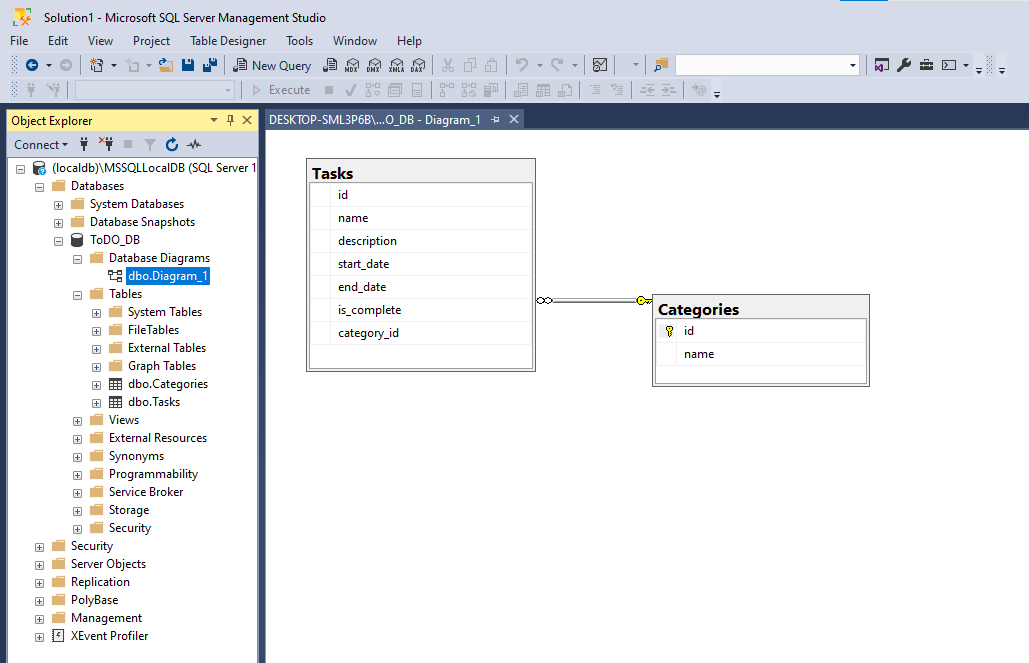 Solution1 - Microsoft SQL Server Management Studio
File Edit View Project Table Designer Tools Window Help
New Query MDX DMX XMLA DAX
Execute
Object Explorer
DESKTOP-SML3P6B\...O_DB - Diagram_1
Connect
(localdb)\MSSQLLocalDB (SQL Server 1
Databases
System Databases
Database Snapshots
ToDO_DB
Database Diagrams
dbo.Diagram_1
Tables
System Tables
FileTables
External Tables
Graph Tables
dbo.Categories
dbo.Tasks
Views
External Resources
Synonyms
Programmability
Service Broker
Storage
Security
Security
Server Objects
Replication
PolyBase
Management
XEvent Profiler
Tasks
id
name
description
start_date
end_date
is_complete
category_id
Categories
id
name